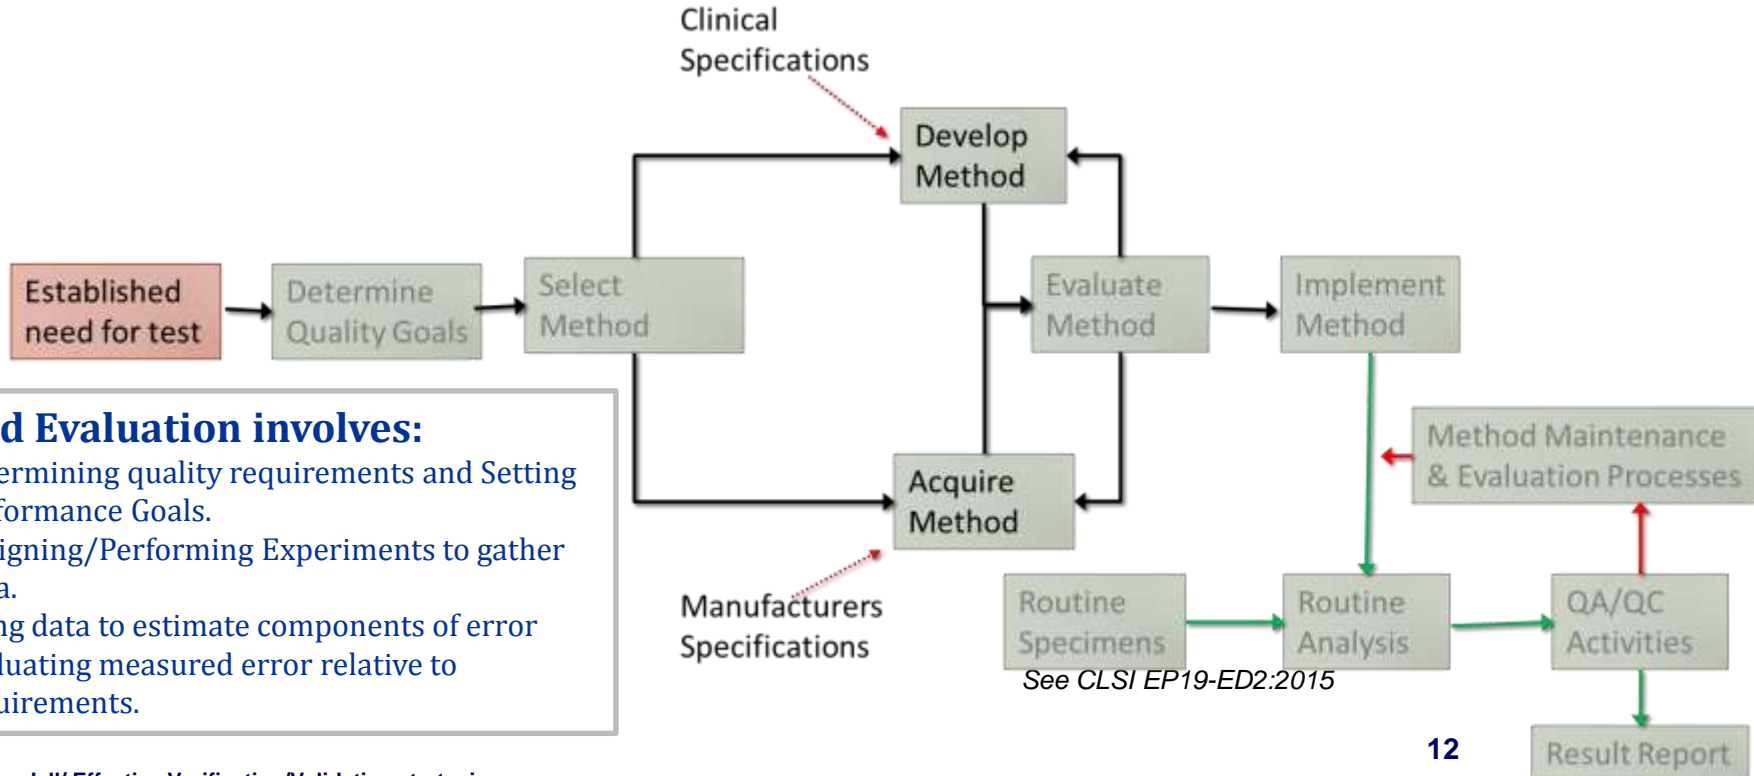 Clinical
Specifications
Develop
Method
Established
need for test
Determine
Quality Goals
Select
Method
Evaluate
Method
Implement
Method
d Evaluation involves:
ermining quality requirements and Setting
formance Goals.
igning/Performing Experiments to gather
a.
ng data to estimate components of error
luating measured error relative to
uirements.
Acquire
Method
Manufacturers
Specifications
Method Maintenance
& Evaluation Processes
Routine
Specimens
Routine
Analysis
QA/QC
Activities
See CLSI EP19-ED2:2015
12
Result Report